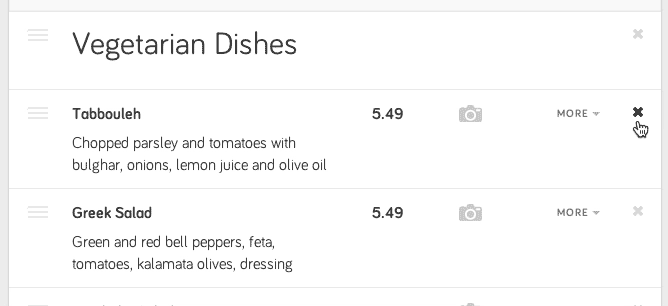 Vegetarian Dishes
Tabbouleh 5.49 MORE
Chopped parsley and tomatoes with
bulghar, onions, lemon juice and olive oil
Greek Salad 5.49 MORE
Green and red bell peppers, feta,
tomatoes, kalamata olives, dressing